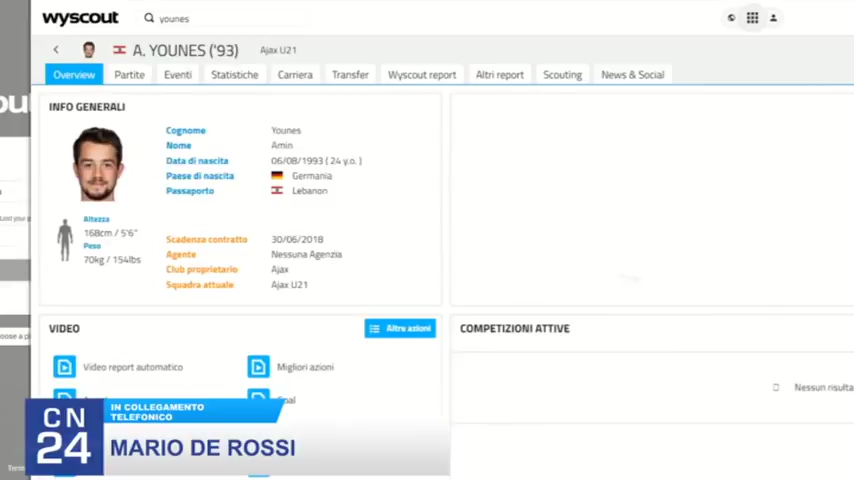 wyscout
younes
A. YOUNES ('93) Ajax U21
Overview Partite Eventi Statistiche Carriera Transfer Wyscout report Altri report Scouting News & Social
INFO GENERALI
Cognome Younes
Nome Amin
Data di nascita 06/08/1993 ( 24 y.o. )
Paese di nascita Germania
Passaporto Lebanon
Altezza
168cm / 5'6"
Peso
70kg / 154lbs
Scadenza contratto 30/06/2018
Agente Nessuna Agenzia
Club proprietario Ajax
Squadra attuale Ajax U21
VIDEO Altre azioni
COMPETIZIONI ATTIVE
Video report automatico Migliori azioni
Nessun risulta
CN
24
IN COLLEGAMENTO
TELEFONICO
MARIO DE ROSSI